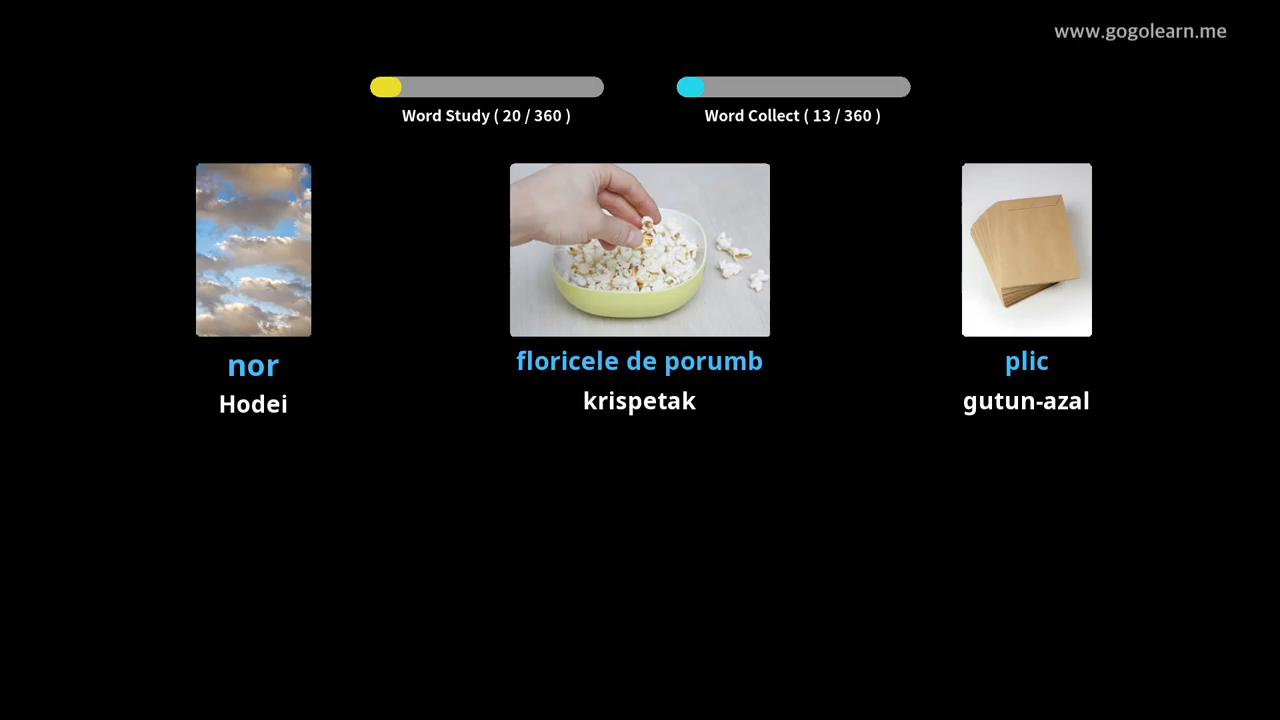 www.gogolearn.me
Word Study ( 20 / 360 )
Word Collect ( 13 / 360 )
nor
Hodei
floricele de porumb
krispetak
plic
gutun-azal